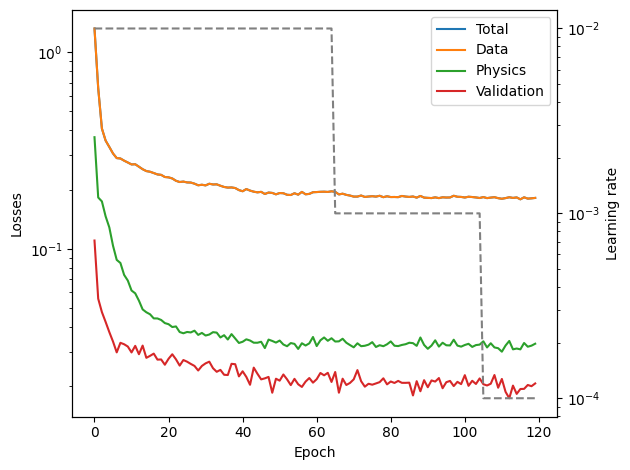 Total
Data
Physics
Validation
10⁰
10⁻¹
Losses
10⁻²
10⁻³
10⁻⁴
Learning rate
0 20 40 60 80 100 120
Epoch